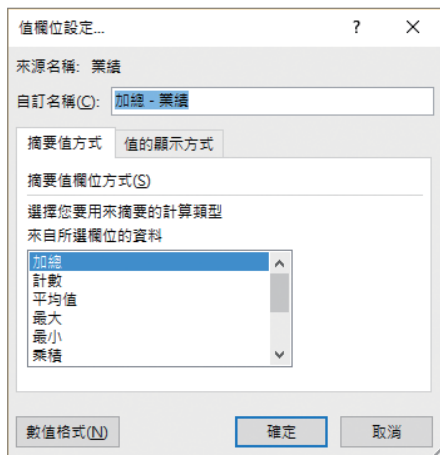 值欄位設定...
?
來源名稱: 業績
自訂名稱(C): 加總 - 業績
摘要值方式 值的顯示方式
摘要值欄位方式(S)
選擇您要用來摘要的計算類型
來自所選欄位的資料
加總
計數
平均值
最大
最小
乘積
數值格式(N) 確定 取消